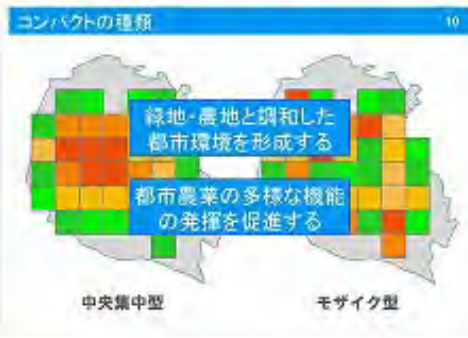 コンパクトの種類
10
緑地・農地と調和した
都市環境を形成する
都市農業の多様な機能
の発揮を促進する
中央集中型
モザイク型